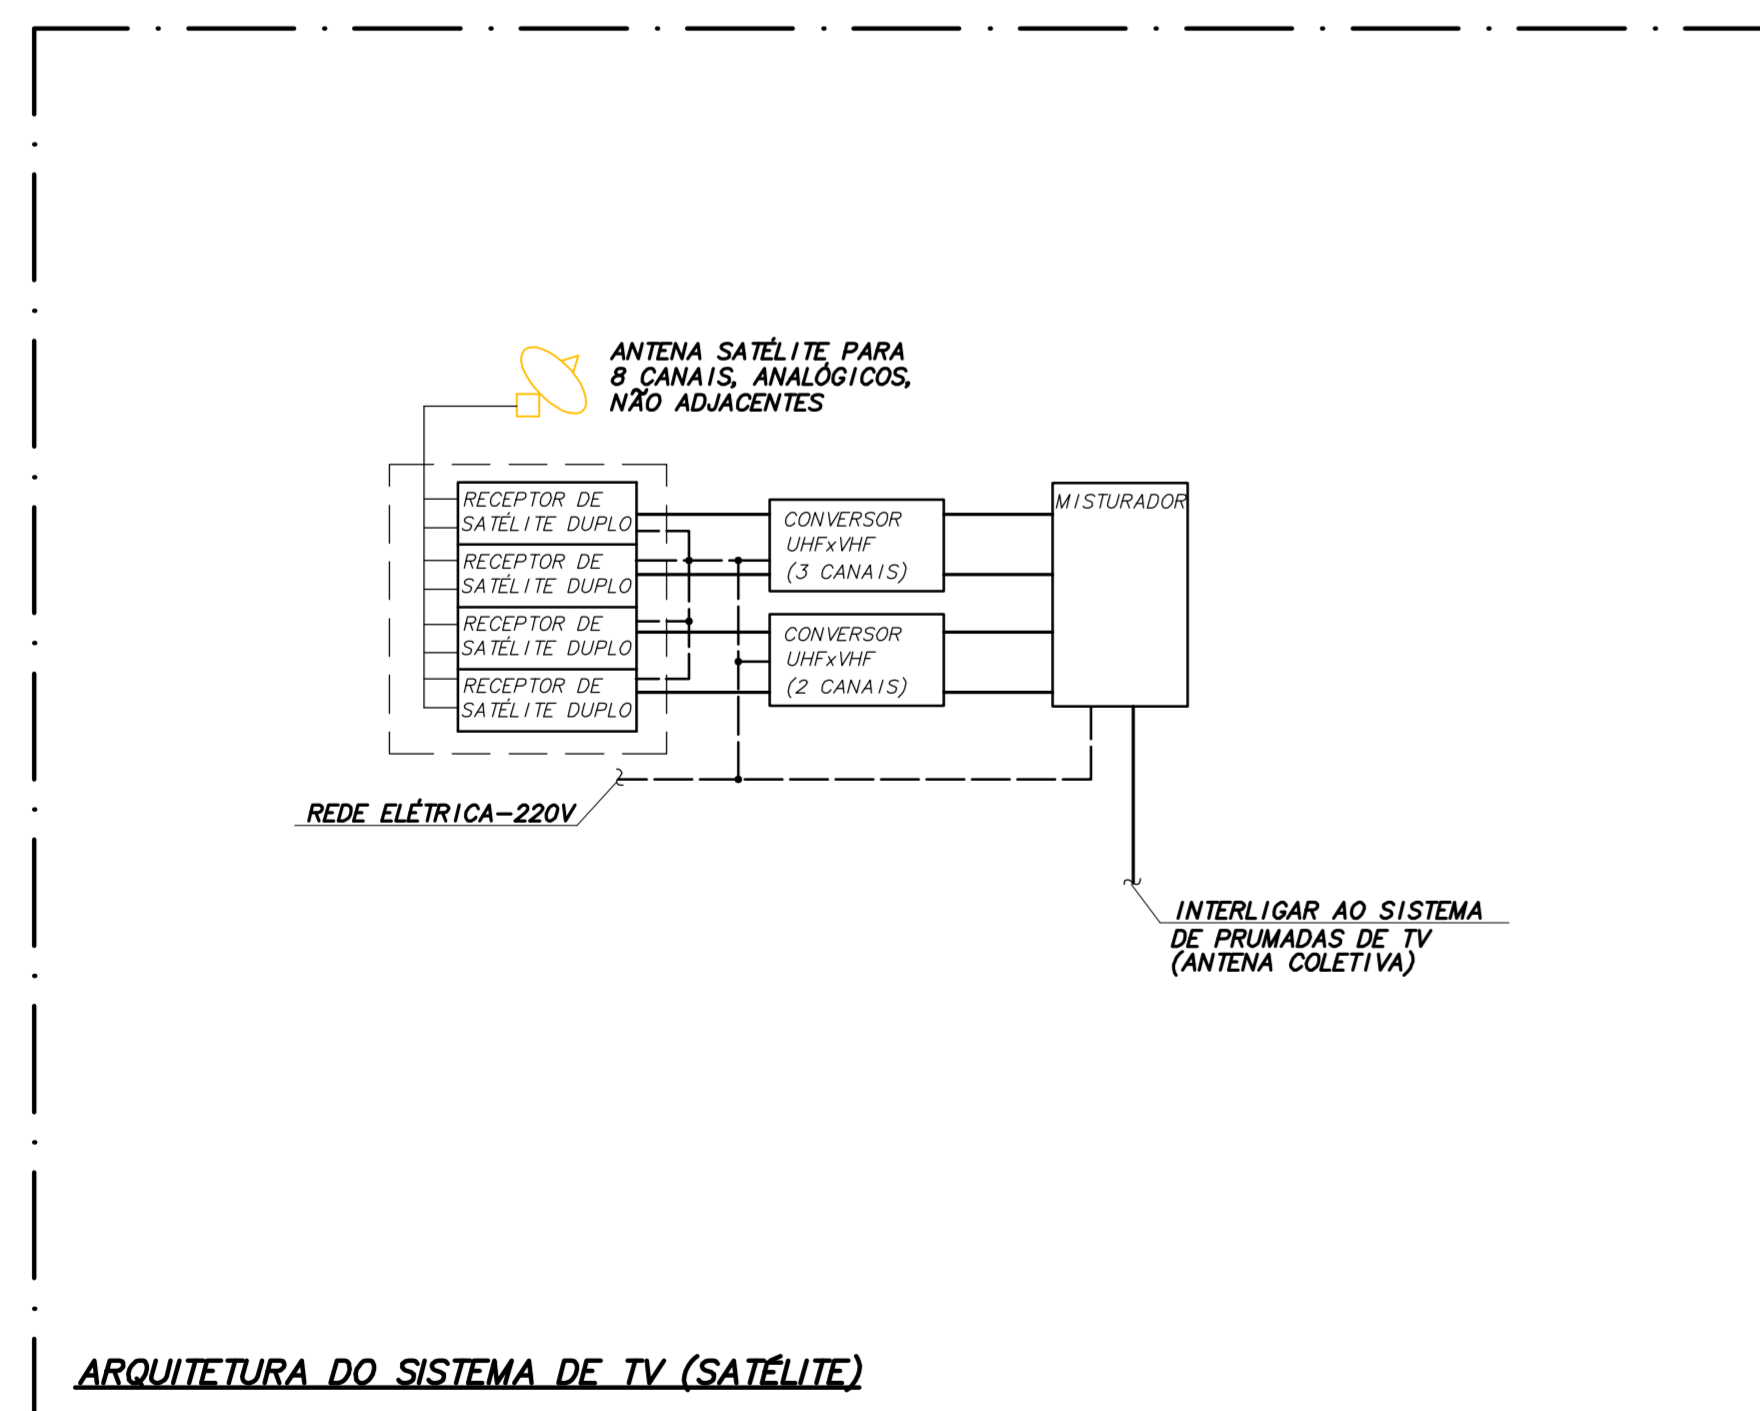 ANTENA SATÉLITE PARA
8 CANAIS, ANALÓGICOS,
NÃO ADJACENTES
RECEPTOR DE
SATÉLITE DUPLO
RECEPTOR DE
SATÉLITE DUPLO
RECEPTOR DE
SATÉLITE DUPLO
RECEPTOR DE
SATÉLITE DUPLO
CONVERSOR
UHFxVHF
(3 CANAIS)
CONVERSOR
UHFxVHF
(2 CANAIS)
MISTURADOR
REDE ELÉTRICA-220V
INTERLIGAR AO SISTEMA
DE PRUMADAS DE TV
(ANTENA COLETIVA)
ARQUITETURA DO SISTEMA DE TV (SATÉLITE)